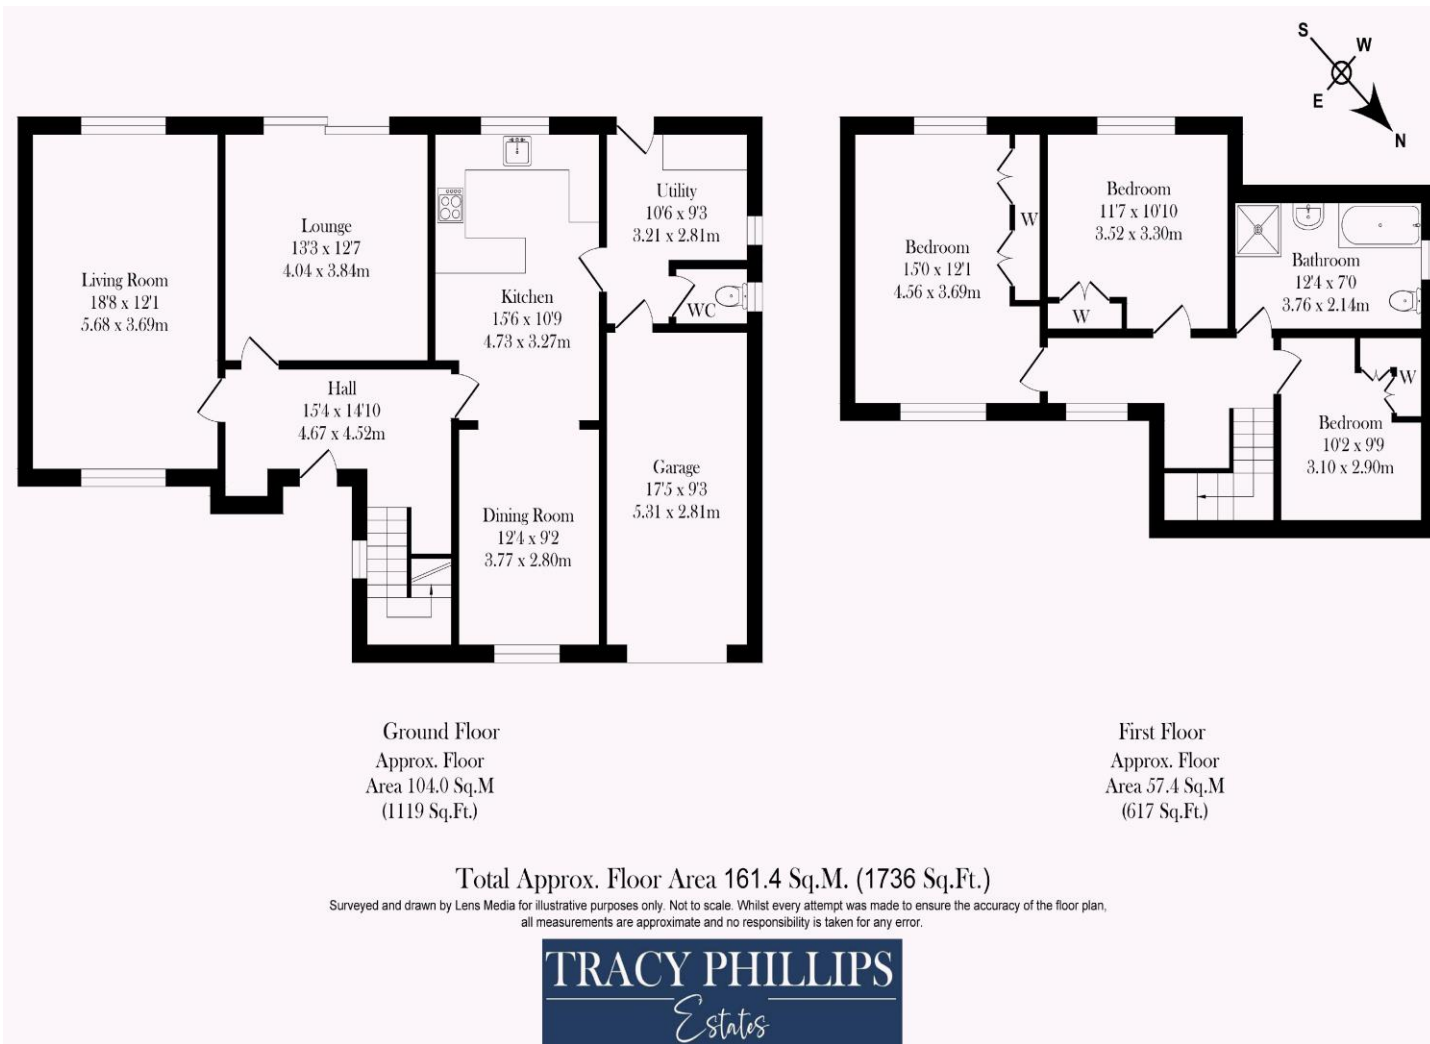 S
W
E
N
Living Room
18'8 x 12'1
5.68 x 3.69m
Lounge
13'3 x 12'7
4.04 x 3.84m
Kitchen
15'6 x 10'9
4.73 x 3.27m
Utility
10'6 x 9'3
3.21 x 2.81m
WC
Hall
15'4 x 14'10
4.67 x 4.52m
Dining Room
12'4 x 9'2
3.77 x 2.80m
Garage
17'5 x 9'3
5.31 x 2.81m
Bedroom
15'0 x 12'1
4.56 x 3.69m
W
Bedroom
11'7 x 10'10
3.52 x 3.30m
W
Bathroom
12'4 x 7'0
3.76 x 2.14m
W
Bedroom
10'2 x 9'9
3.10 x 2.90m
Ground Floor
Approx. Floor
Area 104.0 Sq.M
(1119 Sq.Ft.)
First Floor
Approx. Floor
Area 57.4 Sq.M
(617 Sq.Ft.)
Total Approx. Floor Area 161.4 Sq.M. (1736 Sq.Ft.)
Surveyed and drawn by Lens Media for illustrative purposes only. Not to scale. Whilst every attempt was made to ensure the accuracy of the floor plan,
all measurements are approximate and no responsibility is taken for any error.
TRACY PHILLIPS
Estates